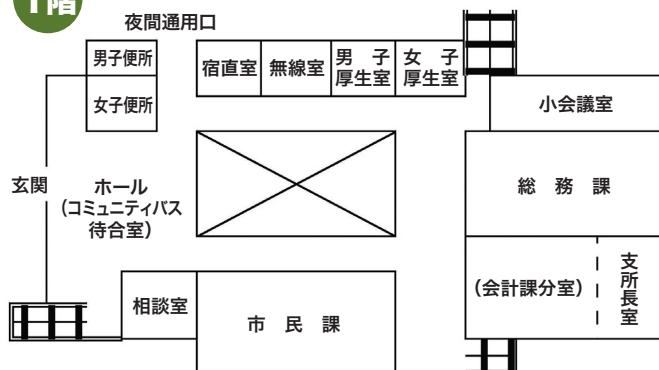 1階
夜間通用口
男子便所
女子便所
宿直室
無線室
男 子
厚生室
女 子
厚生室
小会議室
玄関
ホール
(コミュニティバス
待合室)
総 務 課
(会計課分室)
支所長室
相談室
市 民 課